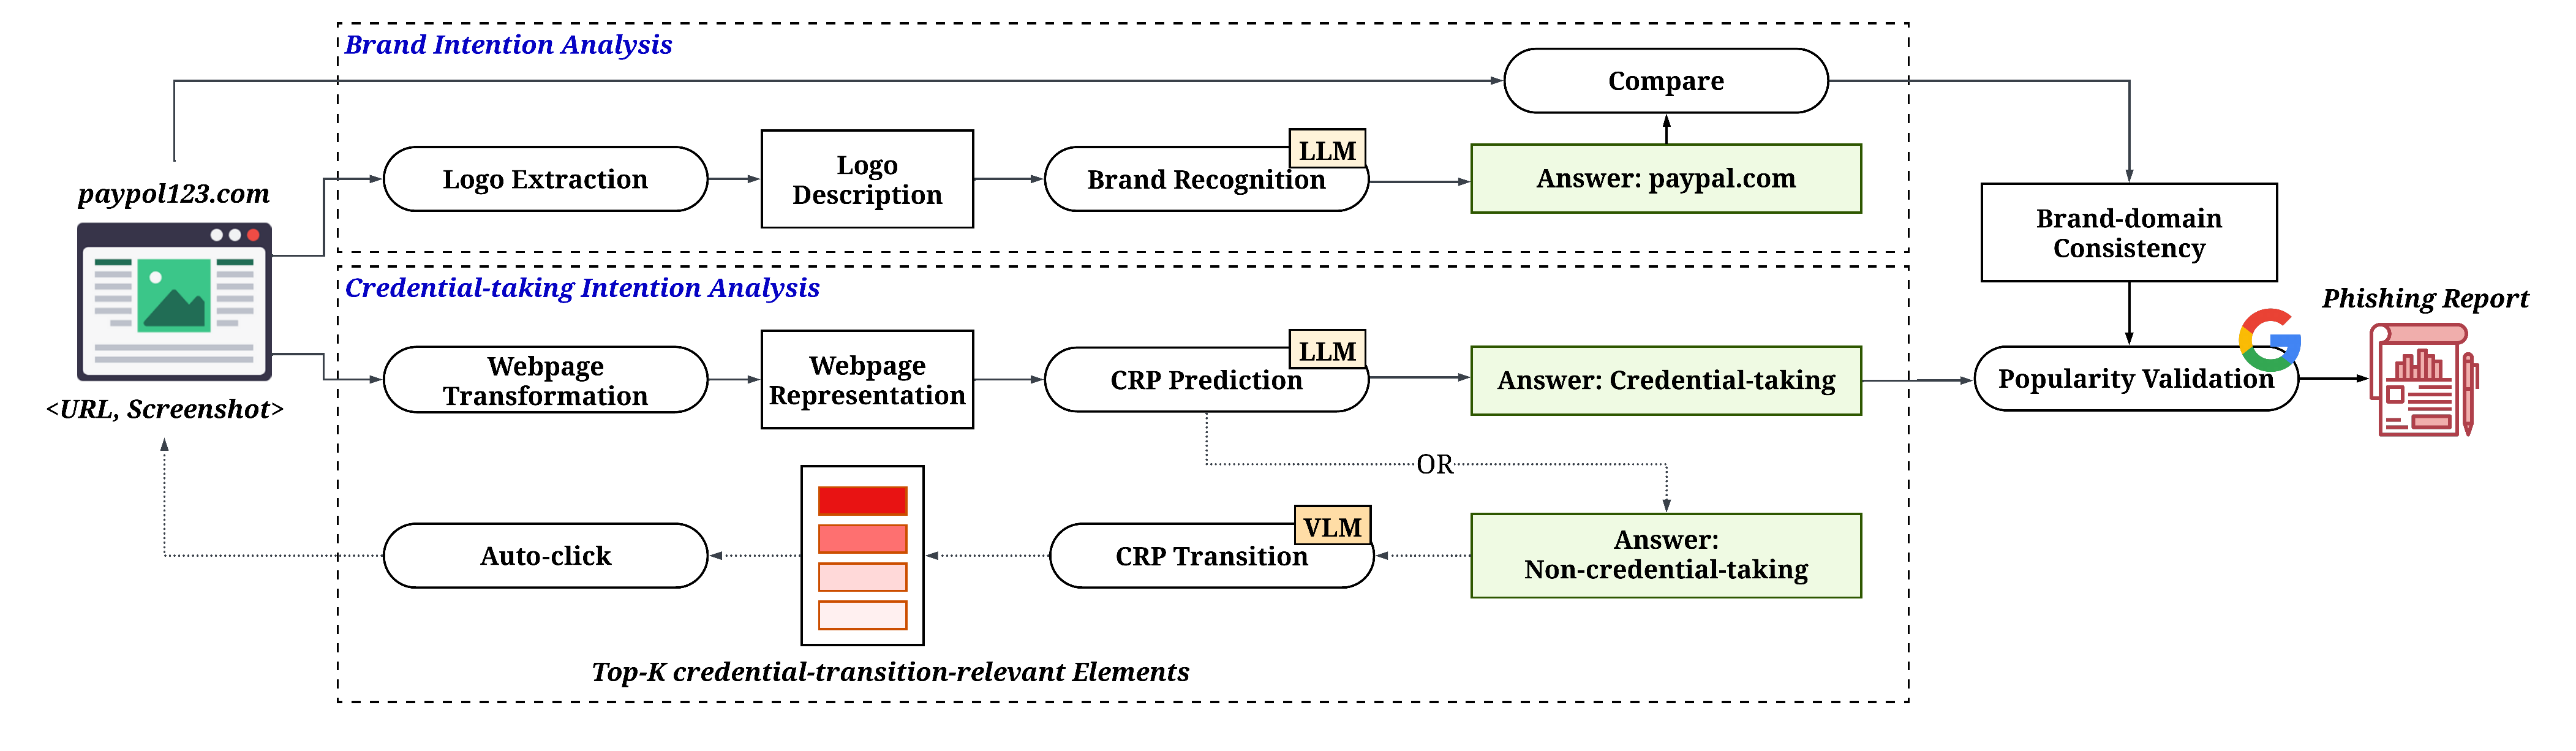 Brand Intention Analysis
Compare
paypol123.com
Logo Extraction
Logo
Description
LLM
Brand Recognition
Answer: paypal.com
Brand-domain
Consistency
Credential-taking Intention Analysis
Phishing Report
<URL, Screenshot>
Webpage
Transformation
Webpage
Representation
LLM
CRP Prediction
Answer: Credential-taking
Popularity Validation
OR
Auto-click
VLM
CRP Transition
Answer:
Non-credential-taking
Top-K credential-transition-relevant Elements